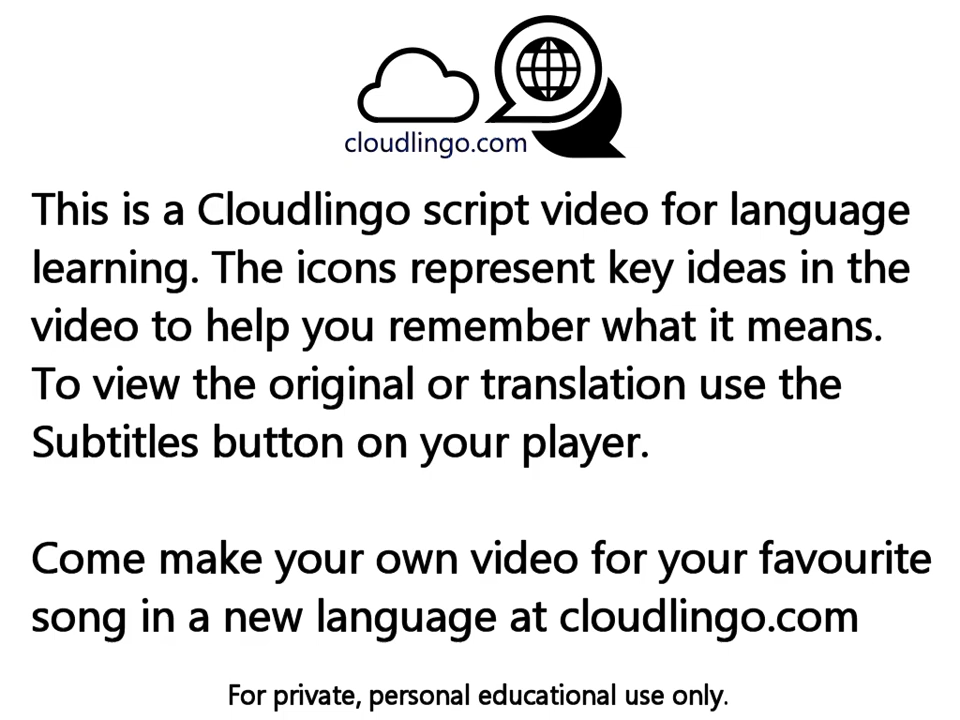 cloudlingo.com
This is a Cloudlingo script video for language
learning. The icons represent key ideas in the
video to help you remember what it means.
To view the original or translation use the
Subtitles button on your player.
Come make your own video for your favourite
song in a new language at cloudlingo.com
For private, personal educational use only.